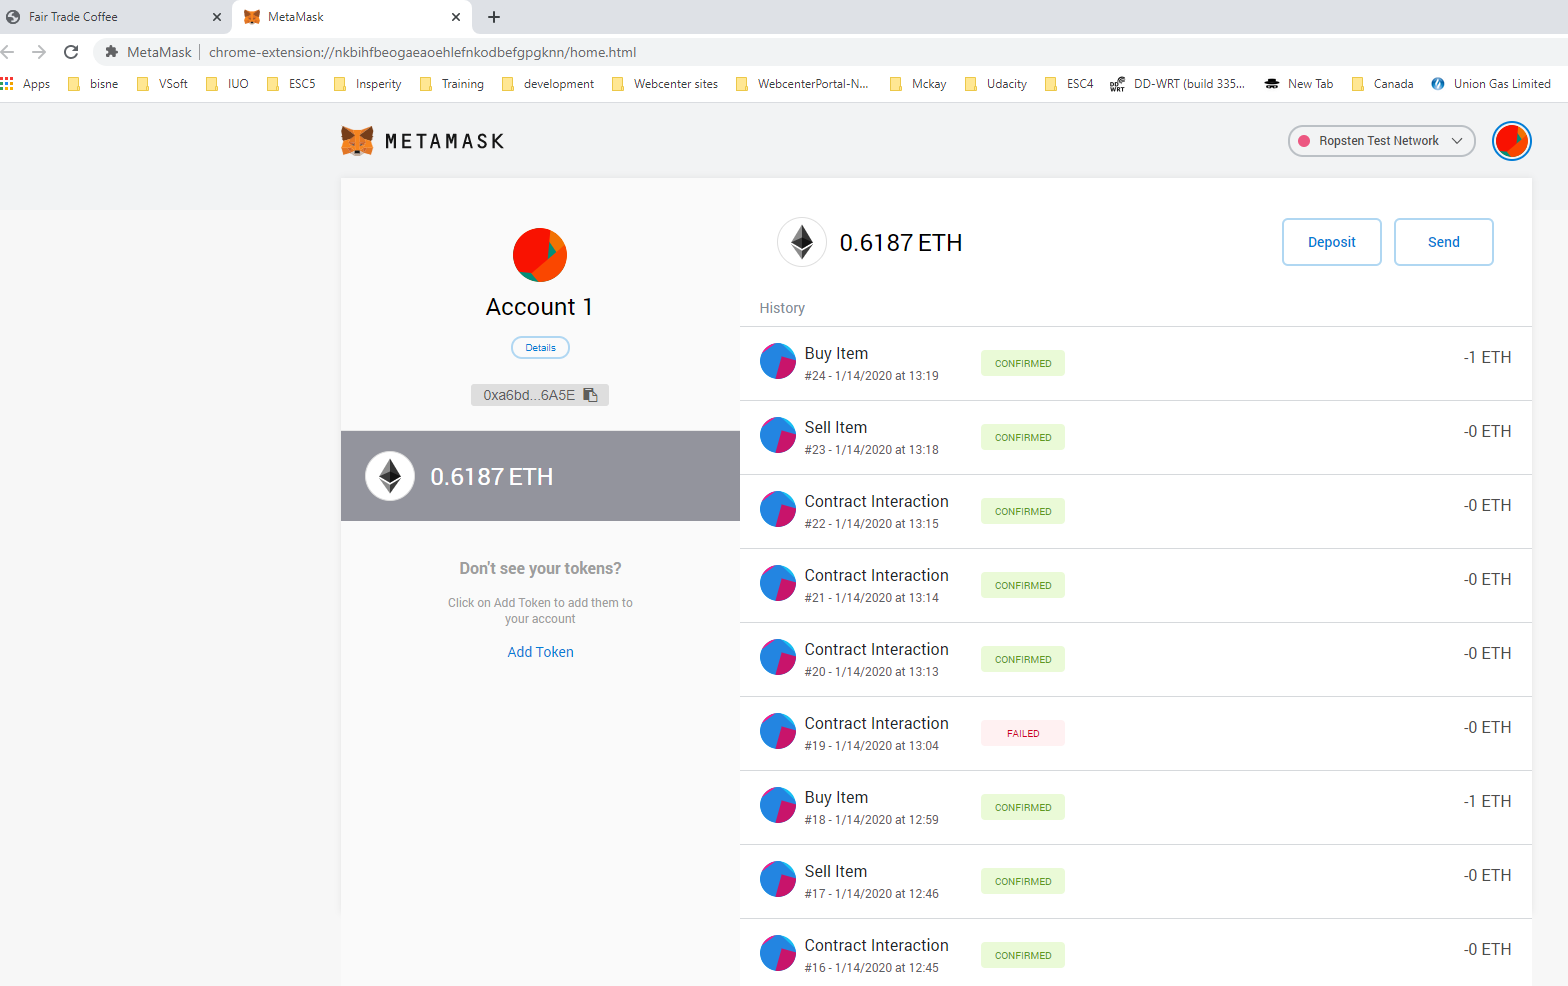 Fair Trade Coffee
MetaMask
MetaMask chrome-extension://nkbihfbeogaeaoehlefnkodbefgpgknn/home.html
Apps bisne VSoft IUO ESC5 Insperity Training development Webcenter sites WebcenterPortal-N... Mckay Udacity ESC4 DD-WRT (build 335... New Tab Canada Union Gas Limited
METAMASK
Ropsten Test Network
Account 1
Details
0xa6bd...6A5E
0.6187 ETH
Don't see your tokens?
Click on Add Token to add them to
your account
Add Token
0.6187 ETH
Deposit
Send
History
Buy Item
#24 - 1/14/2020 at 13:19
CONFIRMED
-1 ETH
Sell Item
#23 - 1/14/2020 at 13:18
CONFIRMED
-0 ETH
Contract Interaction
#22 - 1/14/2020 at 13:15
CONFIRMED
-0 ETH
Contract Interaction
#21 - 1/14/2020 at 13:14
CONFIRMED
-0 ETH
Contract Interaction
#20 - 1/14/2020 at 13:13
CONFIRMED
-0 ETH
Contract Interaction
#19 - 1/14/2020 at 13:04
FAILED
-0 ETH
Buy Item
#18 - 1/14/2020 at 12:59
CONFIRMED
-1 ETH
Sell Item
#17 - 1/14/2020 at 12:46
CONFIRMED
-0 ETH
Contract Interaction
#16 - 1/14/2020 at 12:45
CONFIRMED
-0 ETH